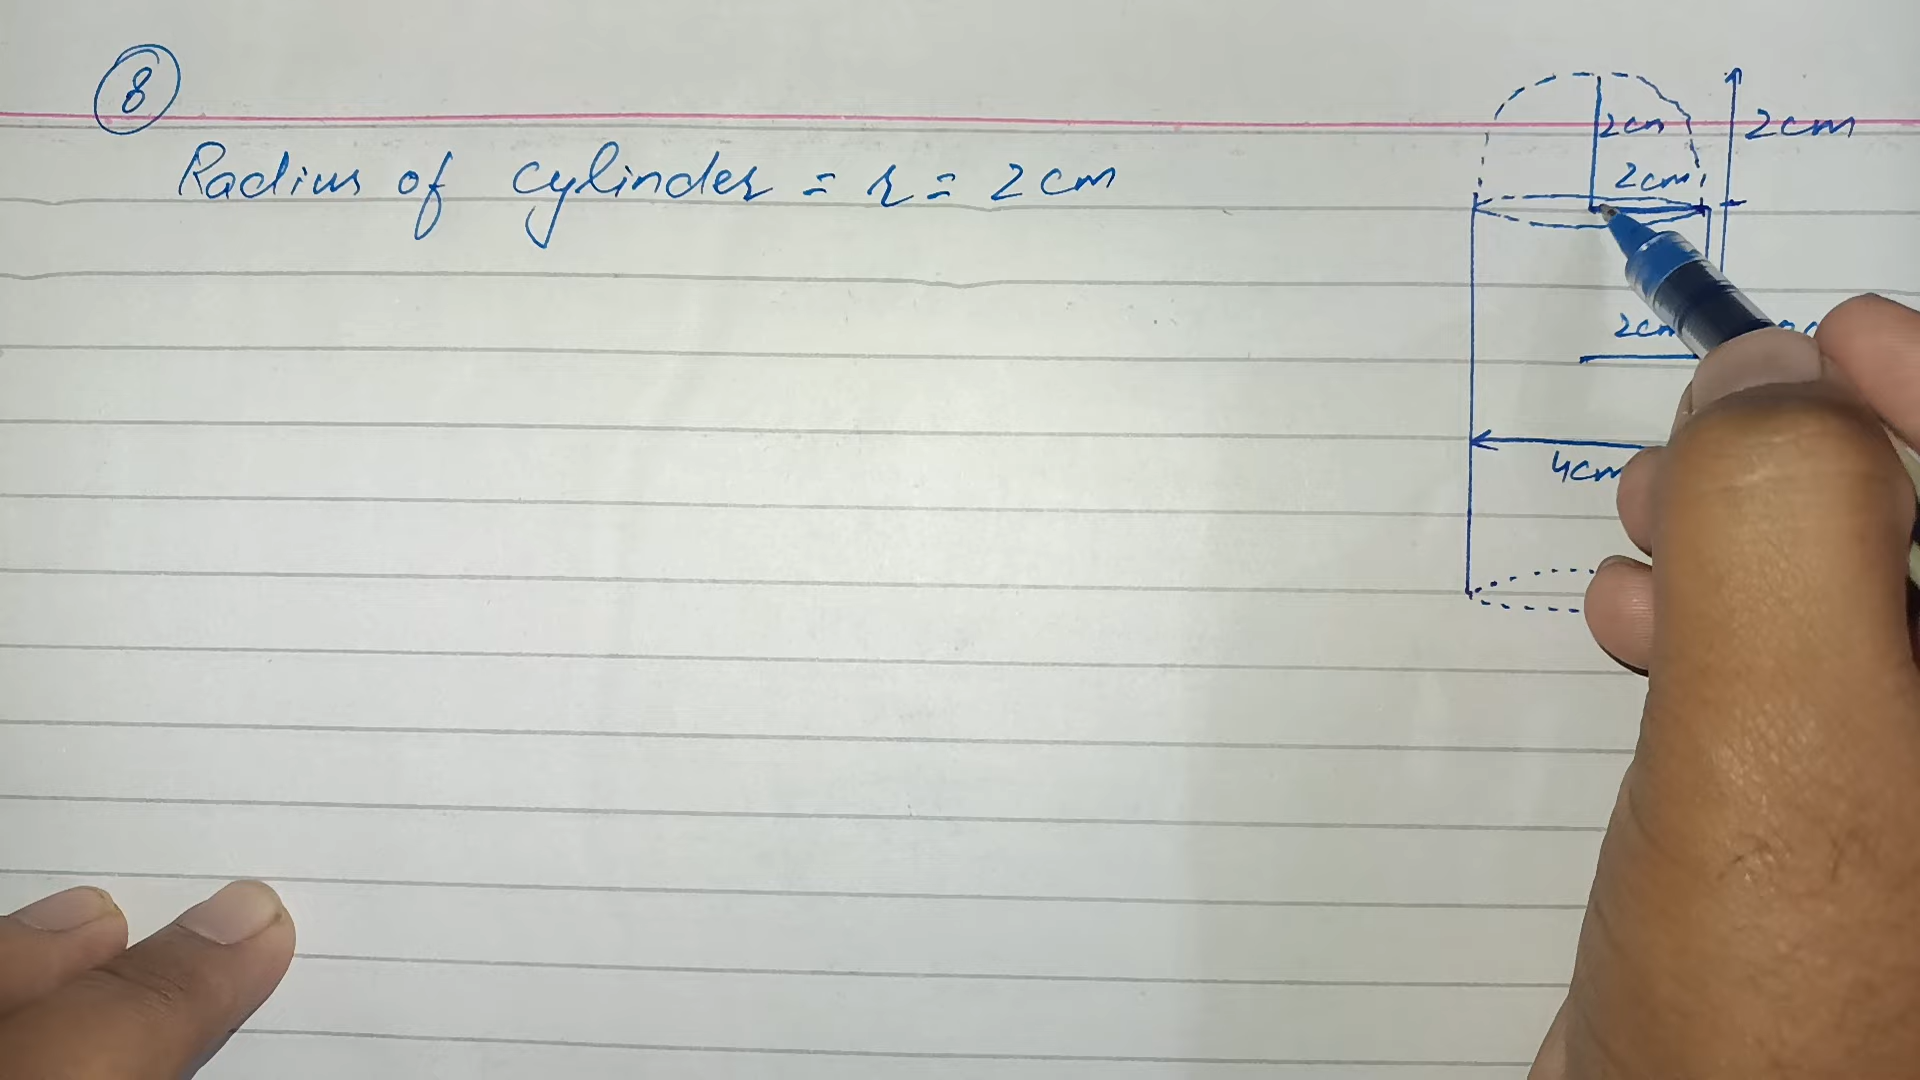 8
Radius of cylinder = r = 2cm
2cm
2cm
2cm
2cm
4cm